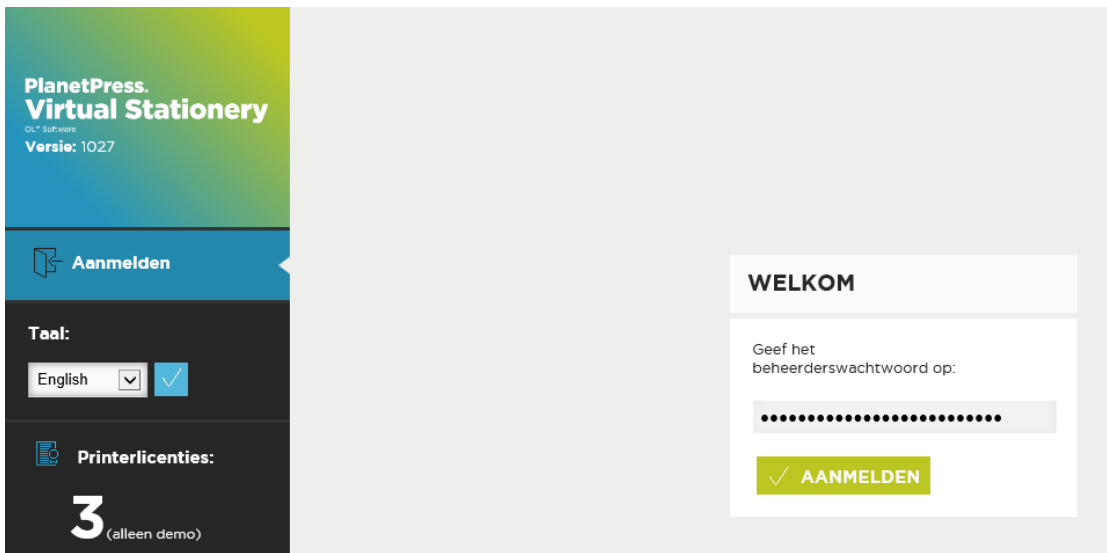 PlanetPress.
Virtual Stationery
OL™ Software
Versie: 1027
Aanmelden
Taal:
English
Printerlicenties:
3 (alleen demo)
WELKOM
Geef het
beheerderswachtwoord op:
••••••••••••••••••••••••••
AANMELDEN